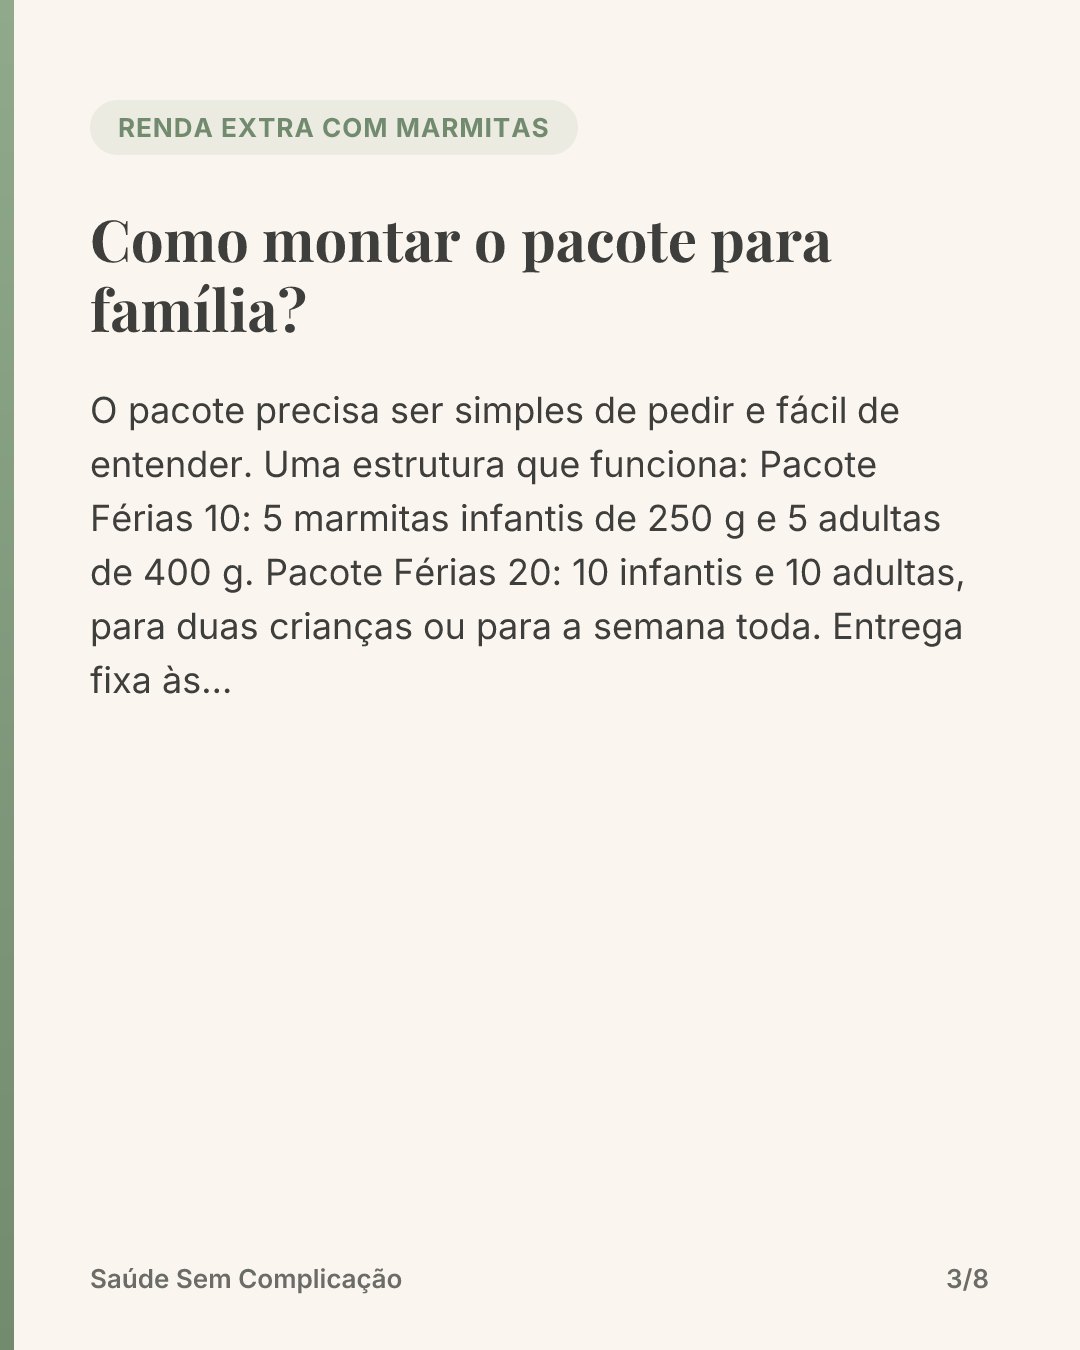 RENDA EXTRA COM MARMITAS
Como montar o pacote para
família?
O pacote precisa ser simples de pedir e fácil de
entender. Uma estrutura que funciona: Pacote
Férias 10: 5 marmitas infantis de 250 g e 5 adultas
de 400 g. Pacote Férias 20: 10 infantis e 10 adultas,
para duas crianças ou para a semana toda. Entrega
fixa às...
Saúde Sem Complicação
3/8